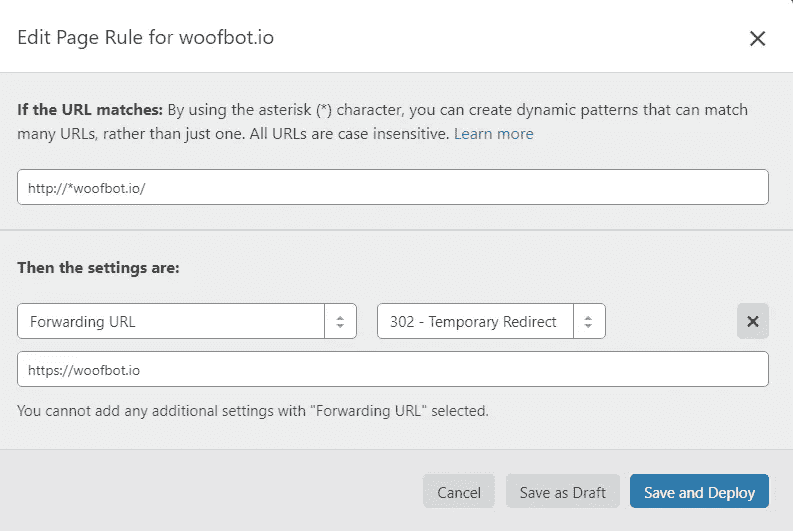 Edit Page Rule for woofbot.io
If the URL matches: By using the asterisk (*) character, you can create dynamic patterns that can match
many URLs, rather than just one. All URLs are case insensitive. Learn more
http://*woofbot.io/
Then the settings are:
Forwarding URL
302 - Temporary Redirect
https://woofbot.io
You cannot add any additional settings with "Forwarding URL" selected.
Cancel
Save as Draft
Save and Deploy